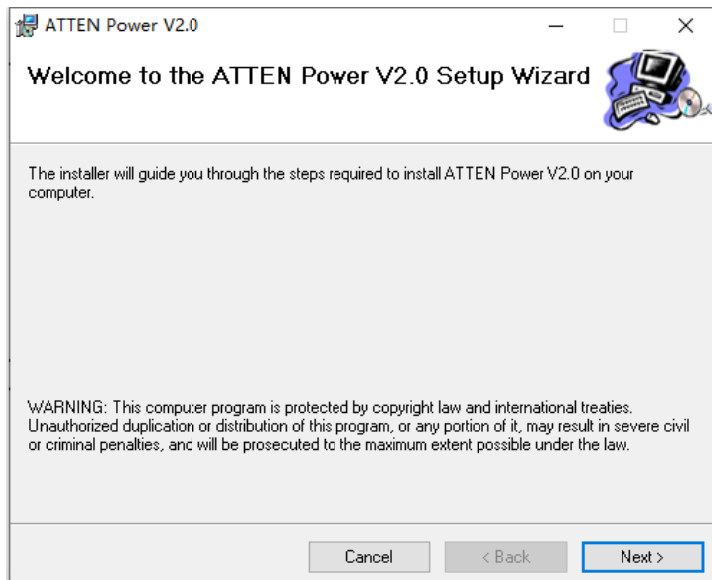 ATTEN Power V2.0
Welcome to the ATTEN Power V2.0 Setup Wizard
The installer will guide you through the steps required to install ATTEN Power V2.0 on your
computer.
WARNING: This computer program is protected by copyright law and international treaties.
Unauthorized duplication or distribution of this program, or any portion of it, may result in severe civil
or criminal penalties, and will be prosecuted to the maximum extent possible under the law.
Cancel
< Back
Next >